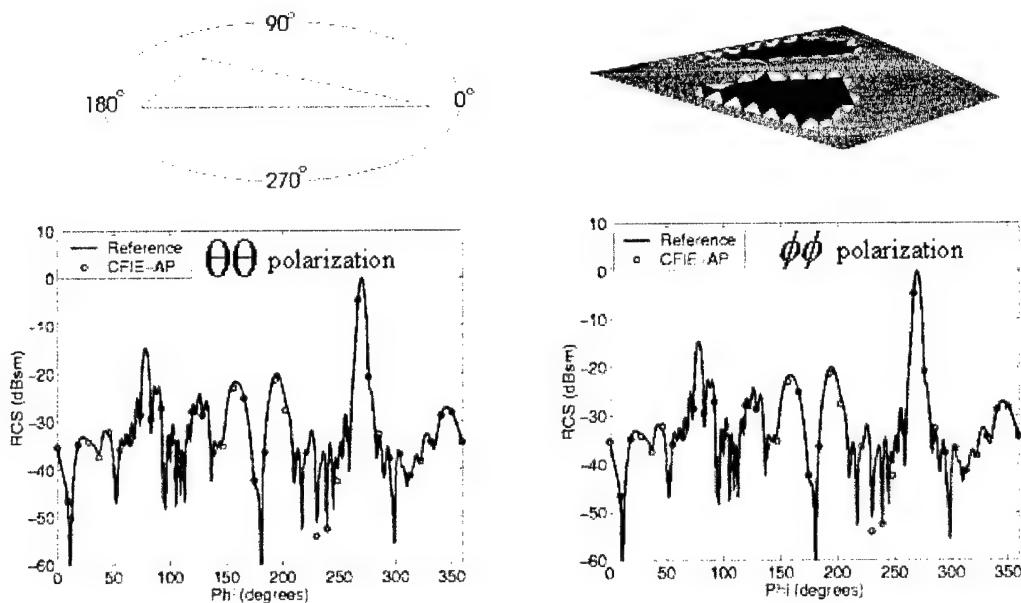 90°
180°
0°
270°
10
0
−10
−20
−30
−40
−50
−60
RCS (dBsm)
Reference
CFIE−AP
θθ polarization
0 50 100 150 200 250 300 350
Phi (degrees)
10
0
−10
−20
−30
−40
−50
−60
RCS (dBsm)
Reference
CFIE−AP
ϕϕ polarization
0 50 100 150 200 250 300 350
Phi (degrees)